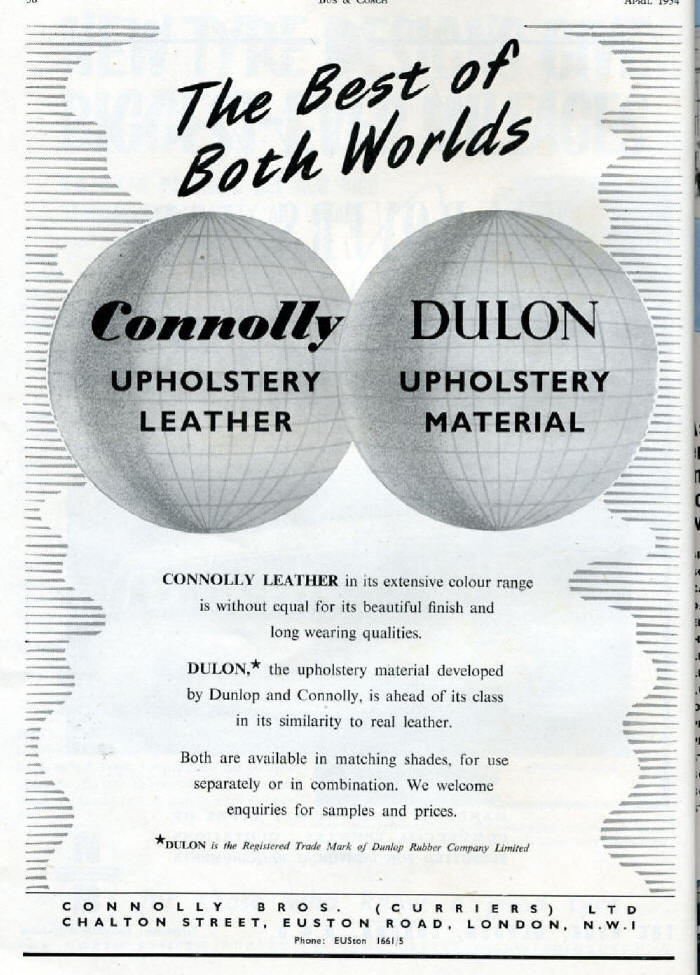 BUS & COACH
APRIL 1954
The Best of
Both Worlds
Connolly
UPHOLSTERY
LEATHER
DULON
UPHOLSTERY
MATERIAL
CONNOLLY LEATHER in its extensive colour range
is without equal for its beautiful finish and
long wearing qualities.
DULON,★ the upholstery material developed
by Dunlop and Connolly, is ahead of its class
in its similarity to real leather.
Both are available in matching shades, for use
separately or in combination. We welcome
enquiries for samples and prices.
★DULON is the Registered Trade Mark of Dunlop Rubber Company Limited
CONNOLLY BROS. (CURRIERS) LTD
CHALTON STREET, EUSTON ROAD, LONDON, N.W.1
Phone: EUSton 1661/5